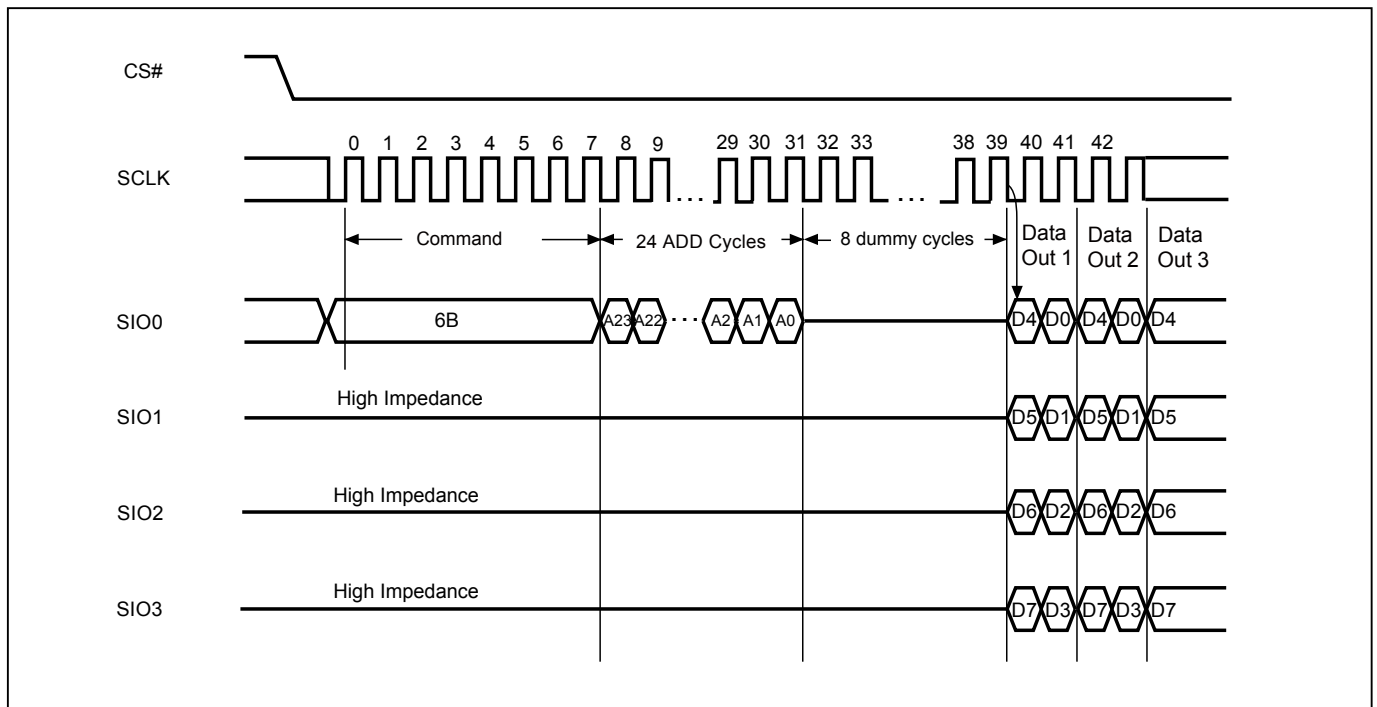 CS#
0 1 2 3 4 5 6 7 8 9 29 30 31 32 33 38 39 40 41 42
SCLK
...
...
Command
24 ADD Cycles
8 dummy cycles
Data Out 1
Data Out 2
Data Out 3
SIO0
6B
A23 A22 ... A2 A1 A0
D4 D0 D4 D0 D4
High Impedance
SIO1
D5 D1 D5 D1 D5
High Impedance
SIO2
D6 D2 D6 D2 D6
High Impedance
SIO3
D7 D3 D7 D3 D7